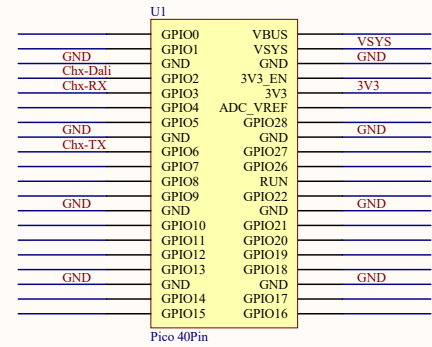 U1
GPIO0 VBUS
GPIO1 VSYS VSYS
GND GND GND GND
Chx-Dali GPIO2 3V3_EN
Chx-RX GPIO3 3V3 3V3
GPIO4 ADC_VREF
GPIO5 GPIO28
GND GND GND GND
Chx-TX GPIO6 GPIO27
GPIO7 GPIO26
GPIO8 RUN
GPIO9 GPIO22
GND GND GND GND
GPIO10 GPIO21
GPIO11 GPIO20
GPIO12 GPIO19
GPIO13 GPIO18
GND GND GND GND
GPIO14 GPIO17
GPIO15 GPIO16
Pico 40Pin